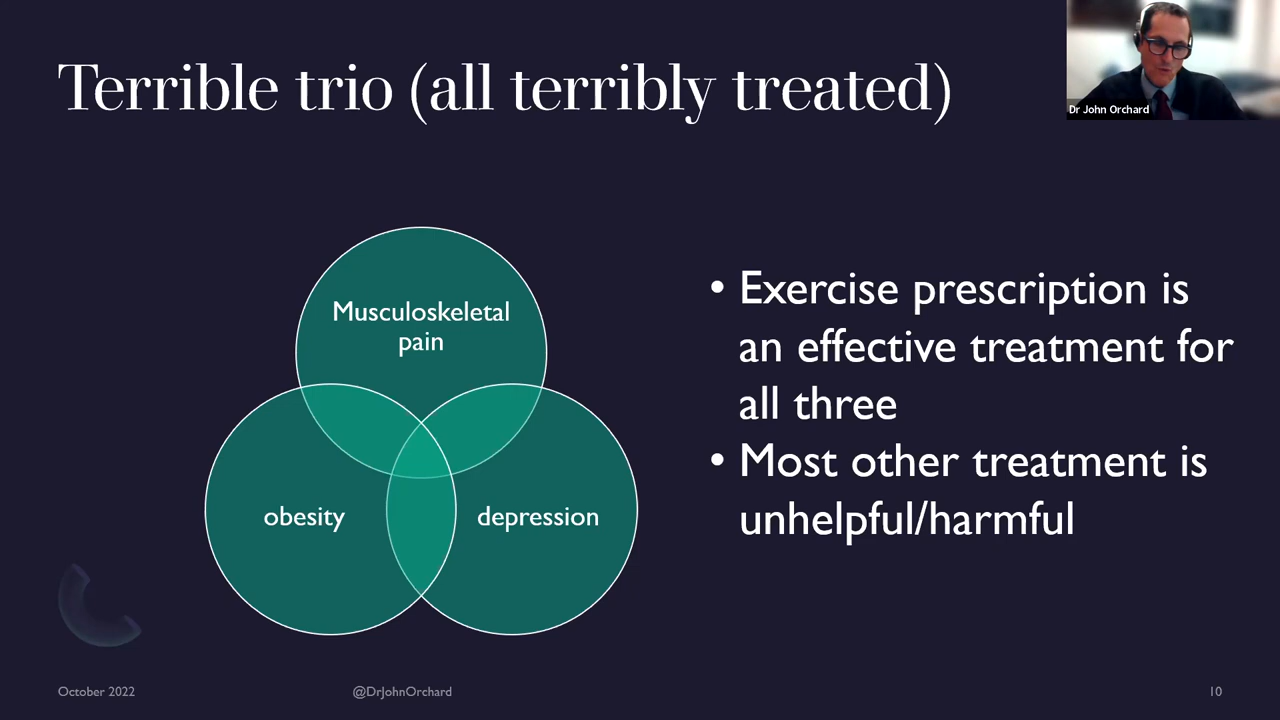 Terrible trio (all terribly treated)
Dr John Orchard
Musculoskeletal
pain
obesity
depression
• Exercise prescription is
an effective treatment for
all three
• Most other treatment is
unhelpful/harmful
October 2022
@DrJohnOrchard
10